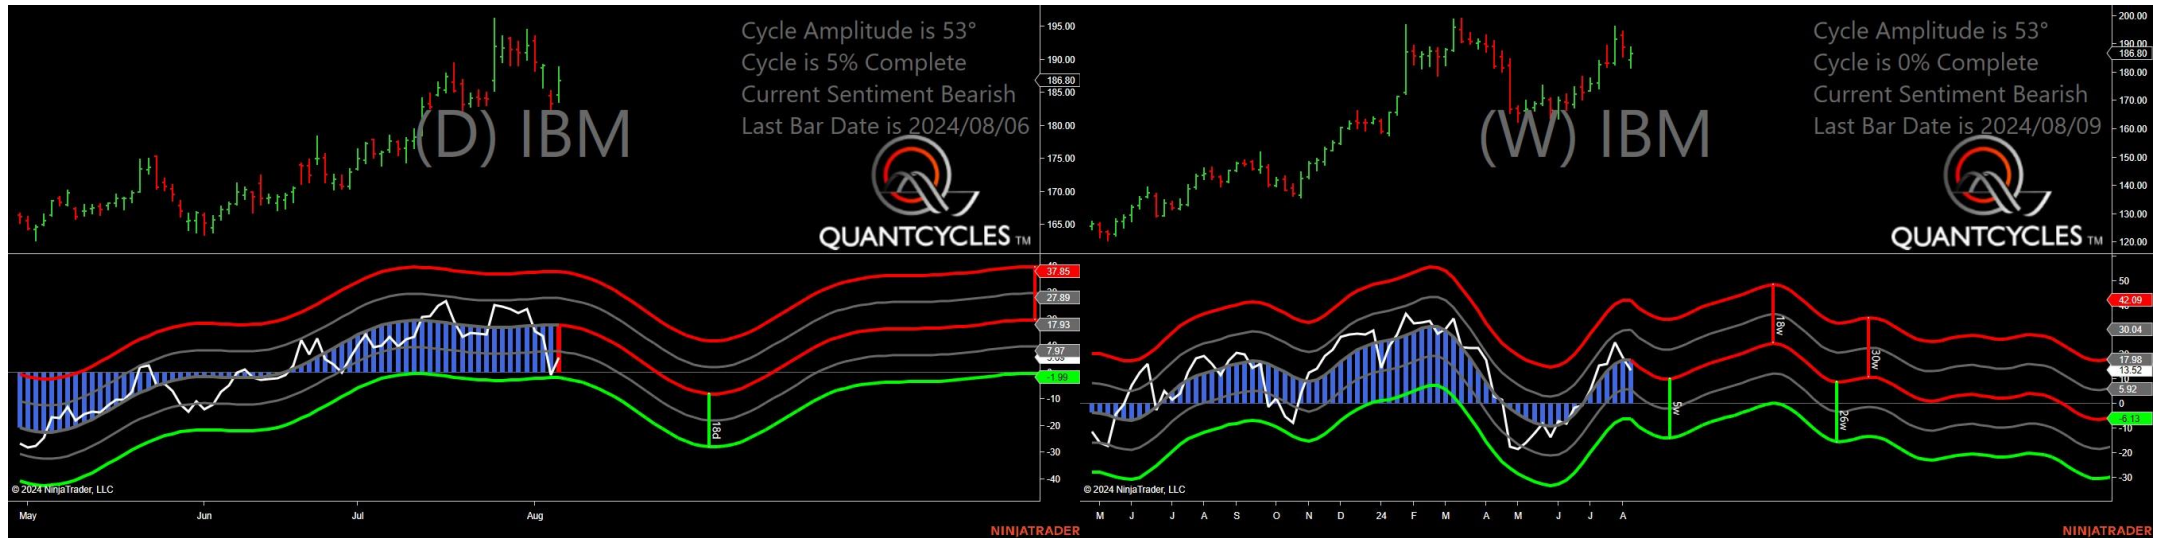 Cycle Amplitude is 53°
Cycle is 5% Complete
Current Sentiment Bearish
Last Bar Date is 2024/08/06
(D) IBM
QUANTCYCLES TM
195.00
190.00
186.80
185.00
180.00
175.00
170.00
165.00
37.85
27.89
17.93
7.97
-1.99
-10
-20
-30
-40
18d
© 2024 NinjaTrader, LLC
May Jun Jul Aug
NINJATRADER
Cycle Amplitude is 53°
Cycle is 0% Complete
Current Sentiment Bearish
Last Bar Date is 2024/08/09
(W) IBM
QUANTCYCLES TM
200.00
190.00
186.80
180.00
170.00
160.00
150.00
140.00
130.00
120.00
50
42.09
30.04
17.98
13.52
10
5.92
0
-6.13
-10
-20
-30
18w
30w
5w
26w
© 2024 NinjaTrader, LLC
M J J A S O N D 24 F M A M J J A
NINJATRADER